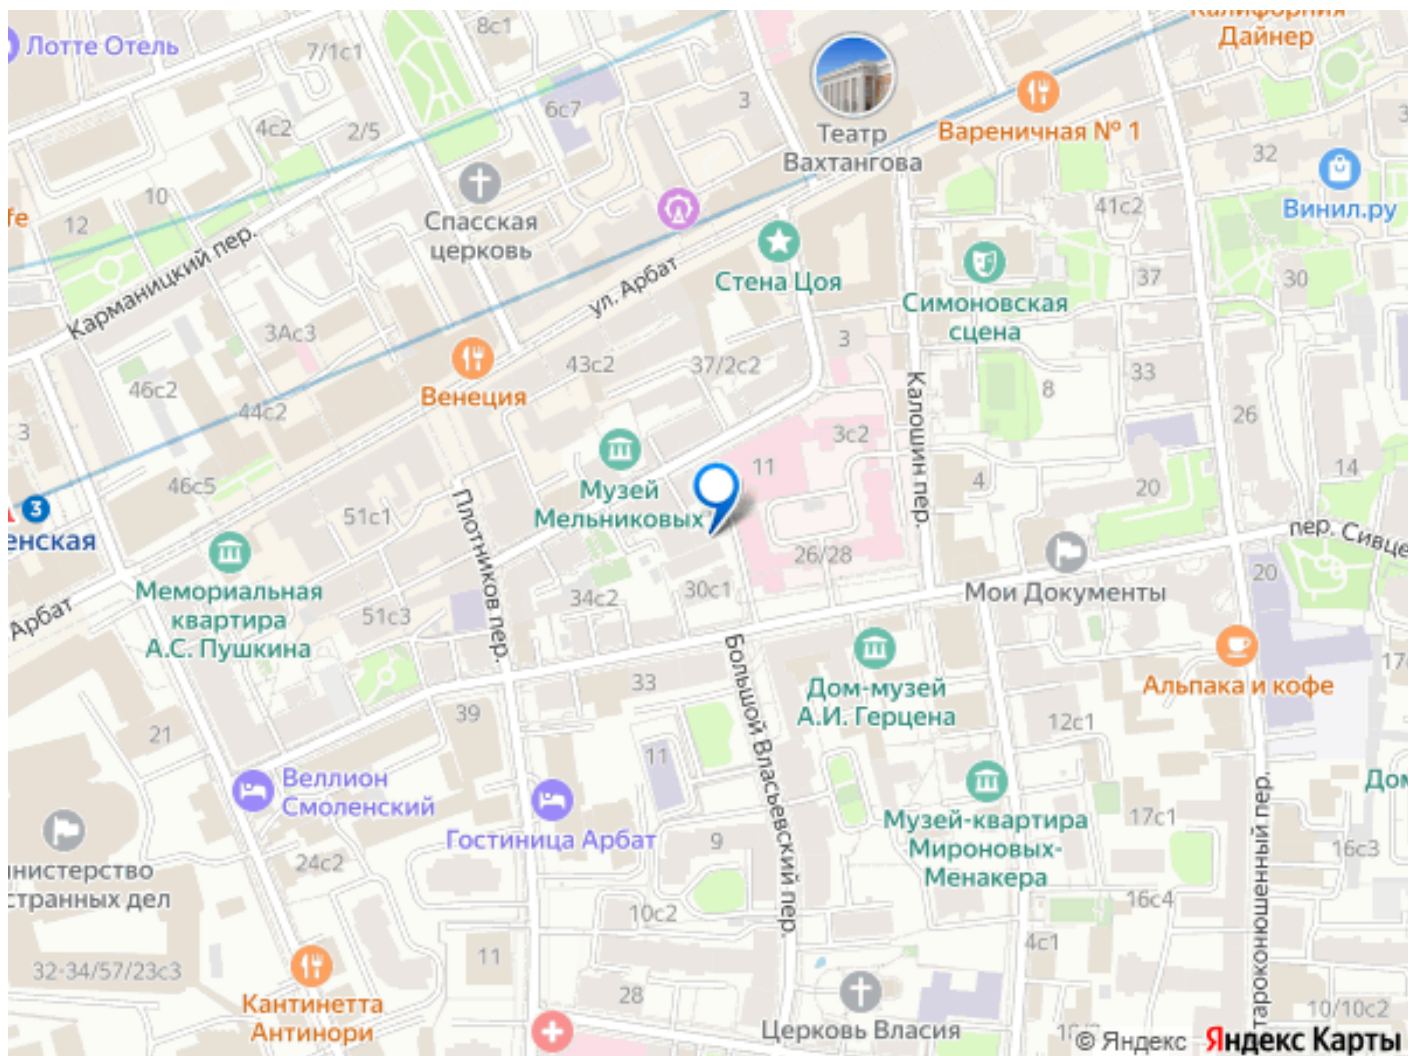 Лотте Отель
7/1с1
8с1
Калифорния
Дайнер
6с7
3
4с2
2/5
Театр
Вахтангова
Вареничная № 1
32
Винил.ру
10
12
Спасская
церковь
41с2
Карманицкий пер.
ул. Арбат
Стена Цоя
37
30
Симоновская
сцена
3Ас3
3
43с2
37/2с2
33
46с2
Венеция
8
44с2
26
3
Калошин пер.
3с2
11
14
46с5
Музей
Мельниковых
4
20
3
51с1
Плотников пер.
енская
пер. Сивце
26/28
20
Мемориальная
квартира
А.С. Пушкина
34с2
30с1
Мои Документы
Арбат
51с3
33
Большой Власьевский пер.
Дом-музей
А.И. Герцена
Альпака и кофе
39
12с1
21
11
Веллион
Смоленский
Гостиница Арбат
Музей-квартира
Мироновых-
Менакера
17с1
9
24с2
16с3
нистерство
странных дел
10с2
16с4
4с1
тароконюшенный пер.
32-34/57/23с3
11
28
Кантинетта
Антинори
Церковь Власия
10/10с2
© Яндекс Яндекс Карты